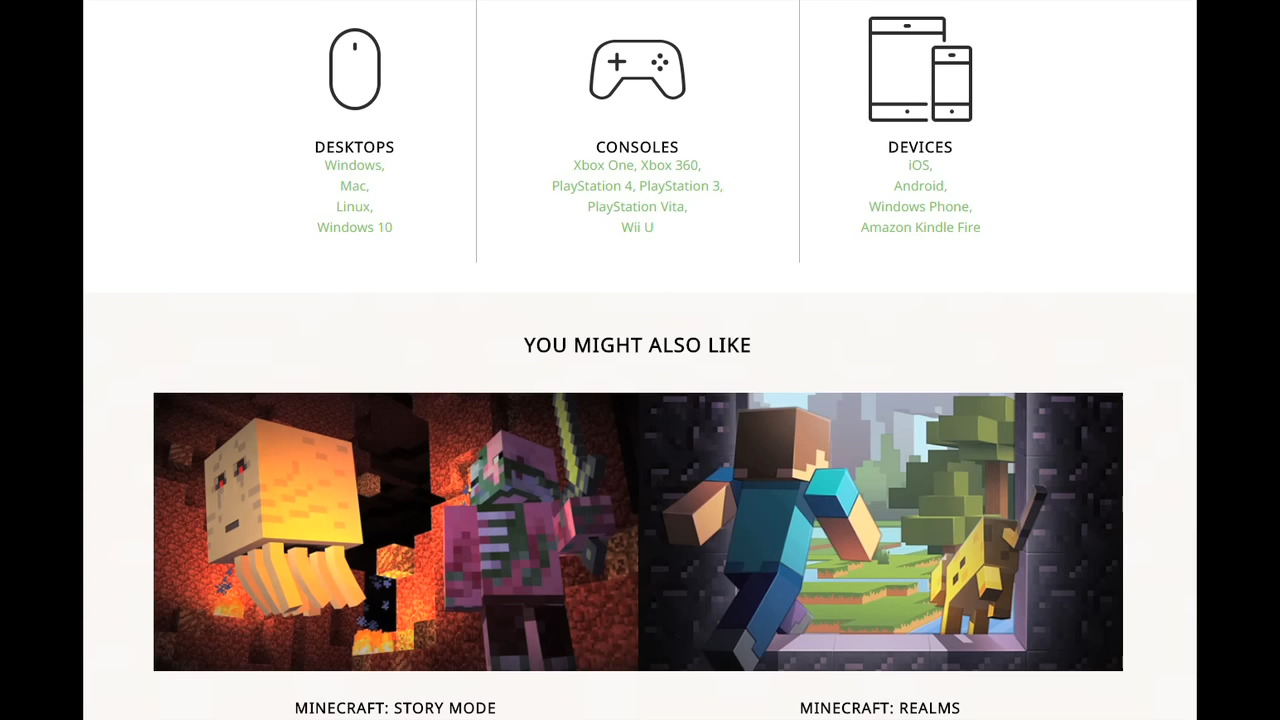 DESKTOPS
Windows,
Mac,
Linux,
Windows 10
CONSOLES
Xbox One, Xbox 360,
PlayStation 4, PlayStation 3,
PlayStation Vita,
Wii U
DEVICES
iOS,
Android,
Windows Phone,
Amazon Kindle Fire
YOU MIGHT ALSO LIKE
MINECRAFT: STORY MODE
MINECRAFT: REALMS